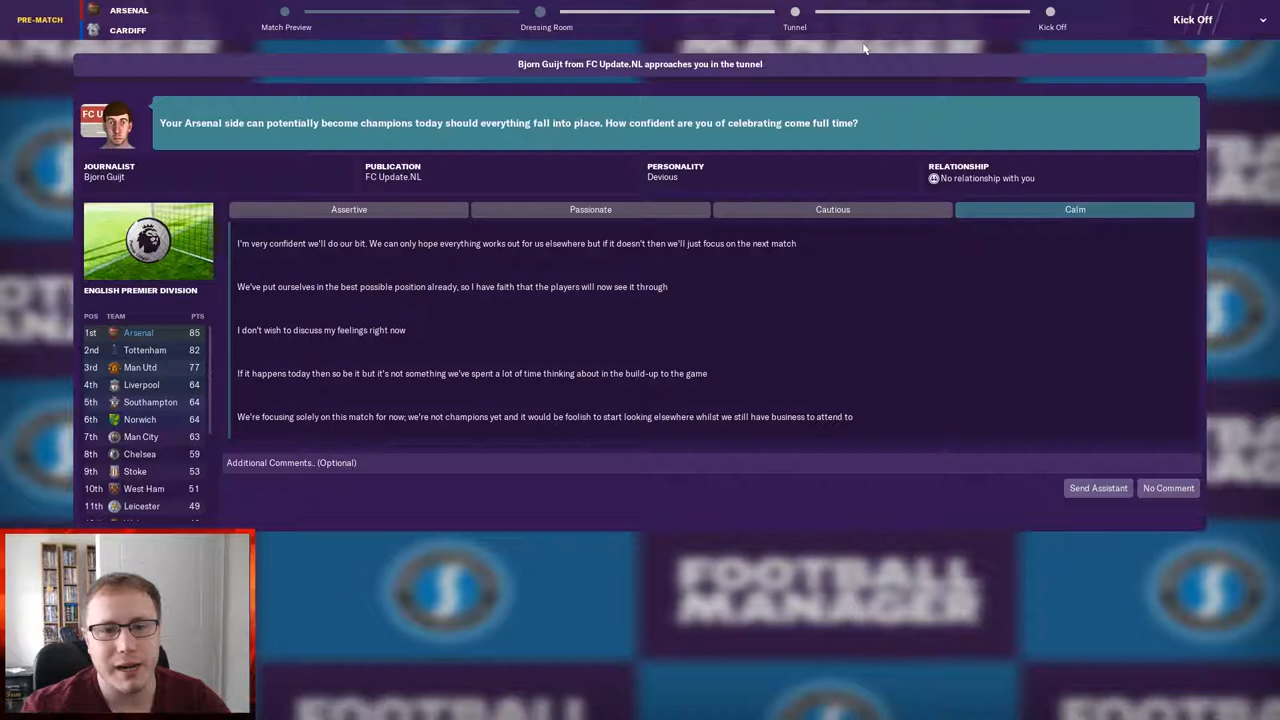 PRE-MATCH
ARSENAL
CARDIFF
Match Preview
Dressing Room
Tunnel
Kick Off
Kick Off
Bjorn Guijt from FC Update.NL approaches you in the tunnel
FC U
Your Arsenal side can potentially become champions today should everything fall into place. How confident are you of celebrating come full time?
JOURNALIST
Bjorn Guijt
PUBLICATION
FC Update.NL
PERSONALITY
Devious
RELATIONSHIP
No relationship with you
Assertive
Passionate
Cautious
Calm
I'm very confident we'll do our bit. We can only hope everything works out for us elsewhere but if it doesn't then we'll just focus on the next match
We've put ourselves in the best possible position already, so I have faith that the players will now see it through
I don't wish to discuss my feelings right now
If it happens today then so be it but it's not something we've spent a lot of time thinking about in the build-up to the game
We're focusing solely on this match for now; we're not champions yet and it would be foolish to start looking elsewhere whilst we still have business to attend to
ENGLISH PREMIER DIVISION
POS TEAM PTS
1st Arsenal 85
2nd Tottenham 82
3rd Man Utd 77
4th Liverpool 64
5th Southampton 64
6th Norwich 64
7th Man City 63
8th Chelsea 59
9th Stoke 53
10th West Ham 51
11th Leicester 49
Additional Comments.. (Optional)
Send Assistant
No Comment
FOOTBALL
MANAGER